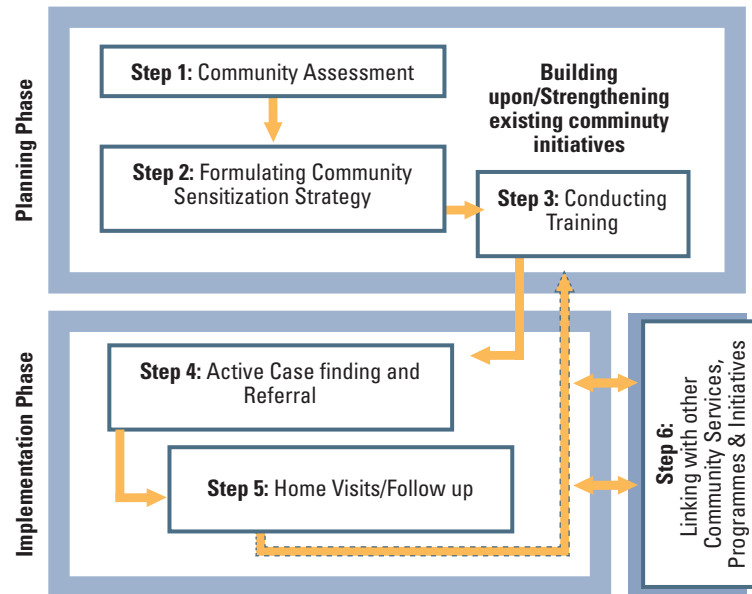 Planning Phase
Step 1: Community Assessment
Building
upon/Strengthening
existing comminuty
initiatives
Step 2: Formulating Community
Sensitization Strategy
Step 3: Conducting
Training
Implementation Phase
Step 4: Active Case finding and
Referral
Step 5: Home Visits/Follow up
Step 6:
Linking with other
Community Services,
Programmes & Initiatives